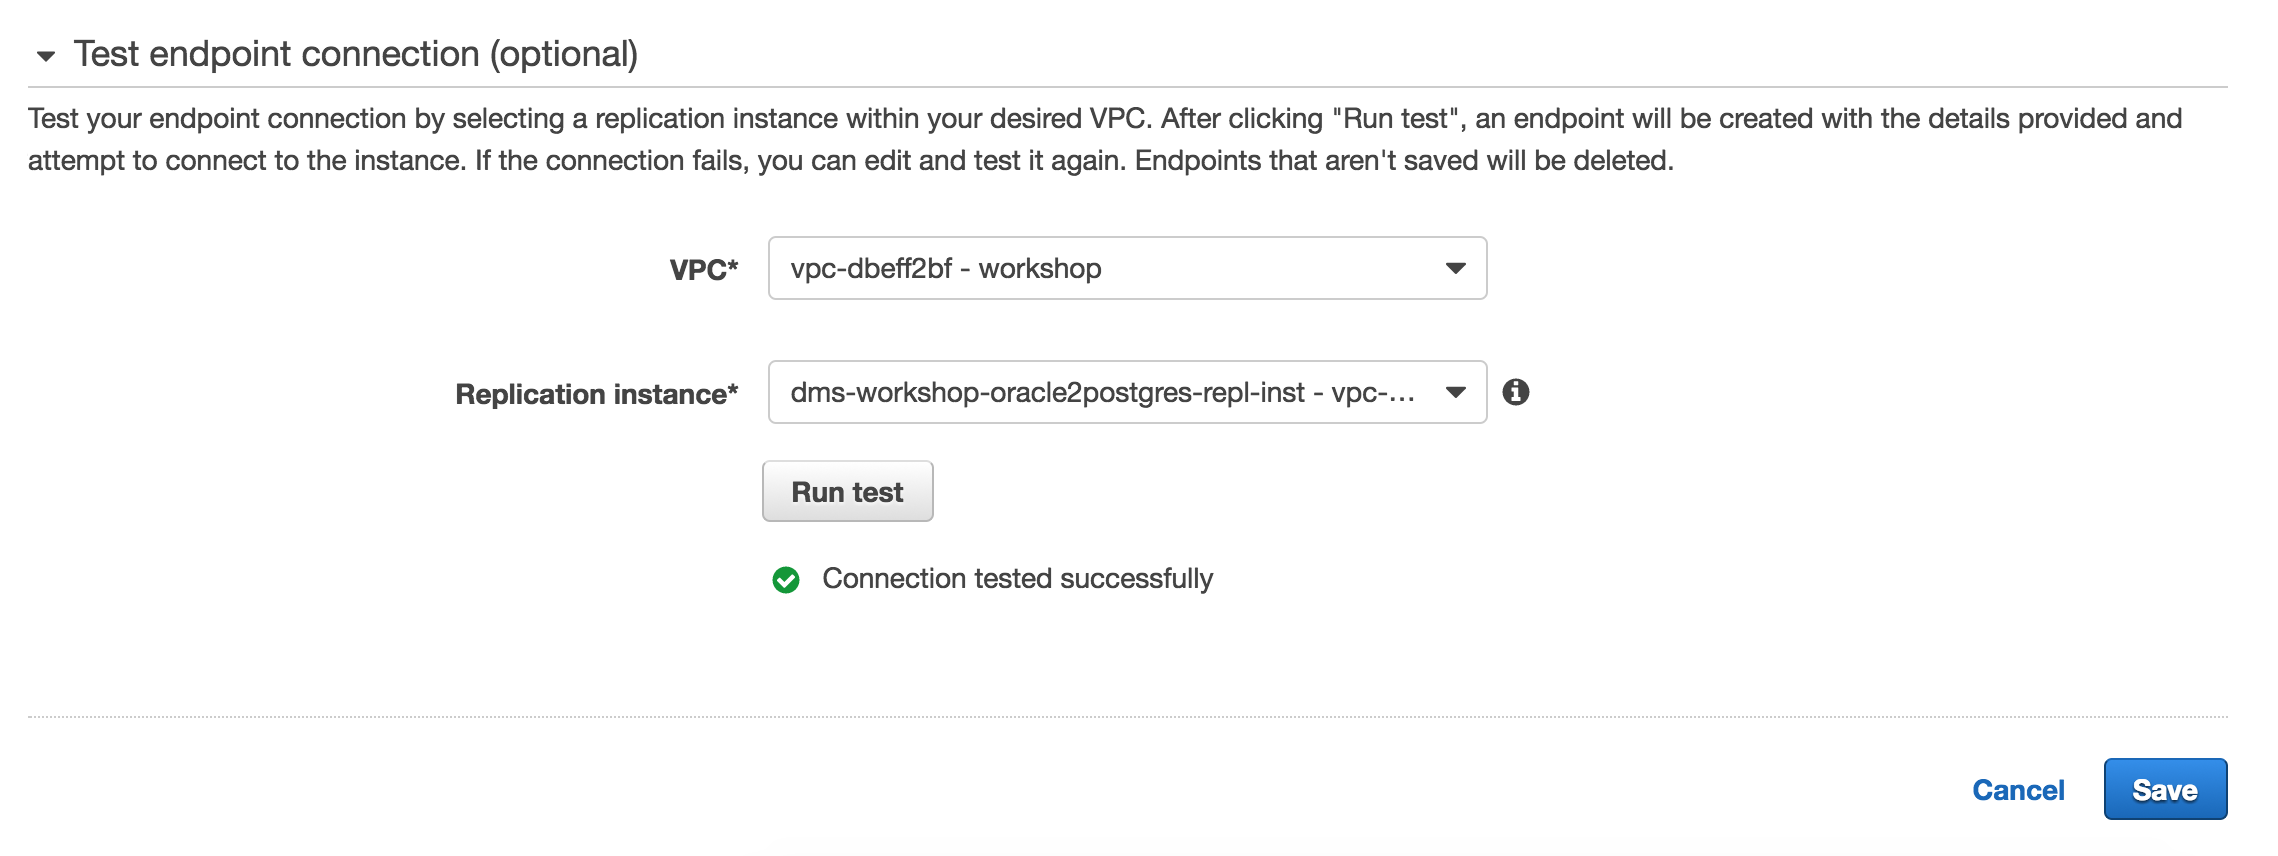 Test endpoint connection (optional)
Test your endpoint connection by selecting a replication instance within your desired VPC. After clicking "Run test", an endpoint will be created with the details provided and
attempt to connect to the instance. If the connection fails, you can edit and test it again. Endpoints that aren't saved will be deleted.
VPC* vpc-dbeff2bf - workshop
Replication instance* dms-workshop-oracle2postgres-repl-inst - vpc-...
Run test
Connection tested successfully
Cancel Save